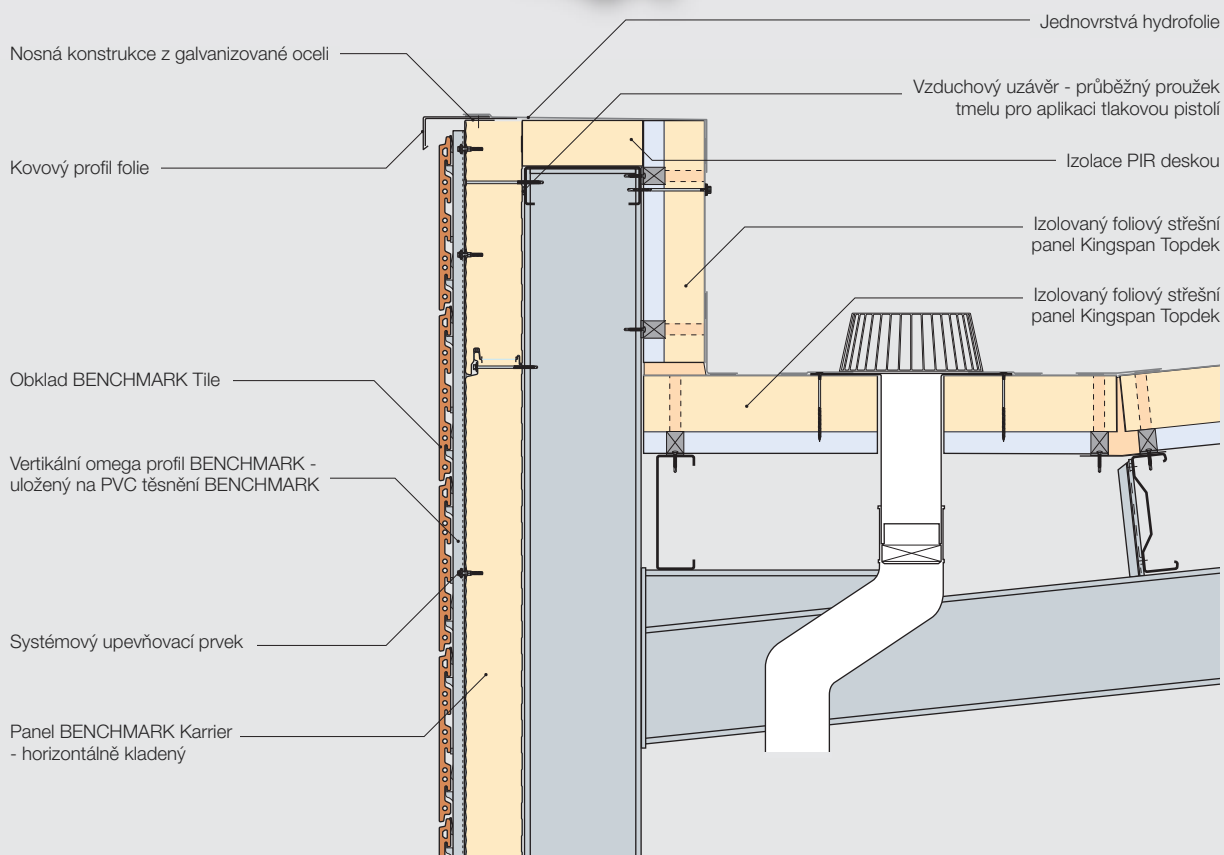 Jednovrstvá hydrofolie
Nosná konstrukce z galvanizované oceli
Vzduchový uzávěr - průběžný proužek
tmelu pro aplikaci tlakovou pistolí
Kovový profil folie
Izolace PIR deskou
Izolovaný foliový střešní
panel Kingspan Topdek
Izolovaný foliový střešní
panel Kingspan Topdek
Obklad BENCHMARK Tile
Vertikální omega profil BENCHMARK -
uložený na PVC těsnění BENCHMARK
Systémový upevňovací prvek
Panel BENCHMARK Karrier
- horizontálně kladený